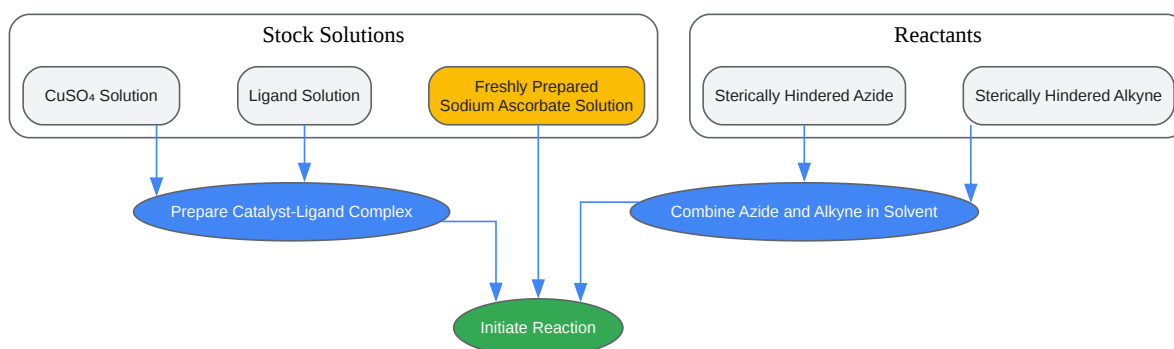 Stock Solutions
Reactants
CuSO₄ Solution
Ligand Solution
Freshly Prepared
Sodium Ascorbate Solution
Sterically Hindered Azide
Sterically Hindered Alkyne
Prepare Catalyst-Ligand Complex
Combine Azide and Alkyne in Solvent
Initiate Reaction